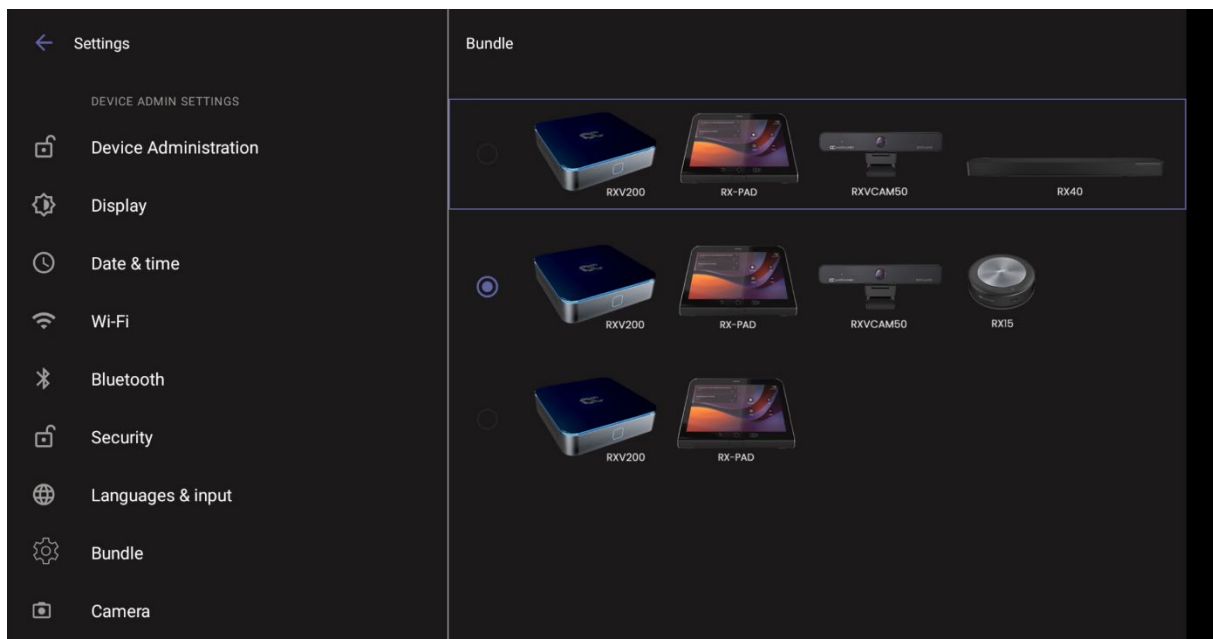 Settings
DEVICE ADMIN SETTINGS
Device Administration
Display
Date & time
Wi-Fi
Bluetooth
Security
Languages & input
Bundle
Camera
Bundle
RXV200 RX-PAD RXVCAM50 RX40
RXV200 RX-PAD RXVCAM50 RX15
RXV200 RX-PAD